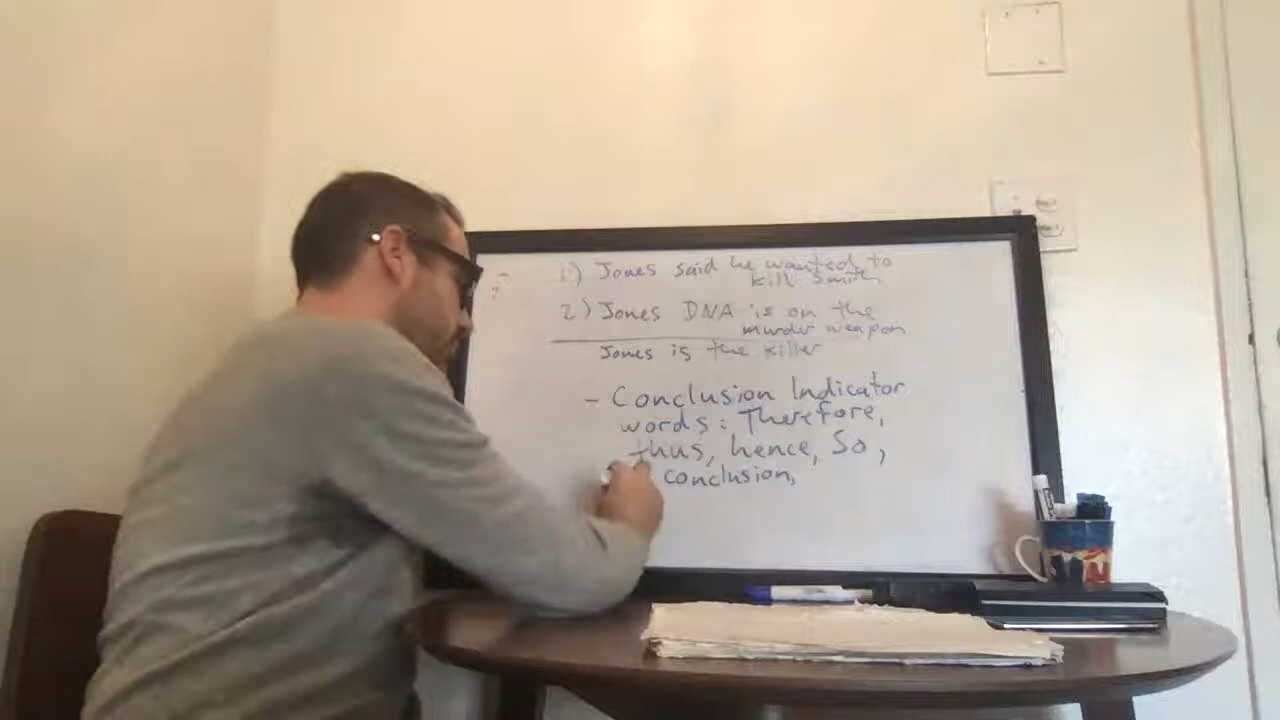 1.) Jones said he wanted to
kill Smith
2) Jones DNA is on the
murder weapon
Jones is the killer
- Conclusion Indicator
words: Therefore,
thus, hence, So,
conclusion,